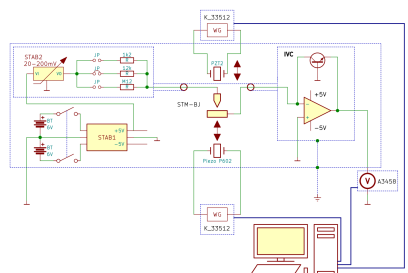 K_33512
WG
IVC
STAB2
20-200mV
JP
1k2
JP
12k
JP
M12
VI
VO
PZT2
+5V
-5V
STM-BJ
BT
6V
STAB1
+5V
-5V
BT
6V
Piezo P602
V
A3458
WG
K_33512